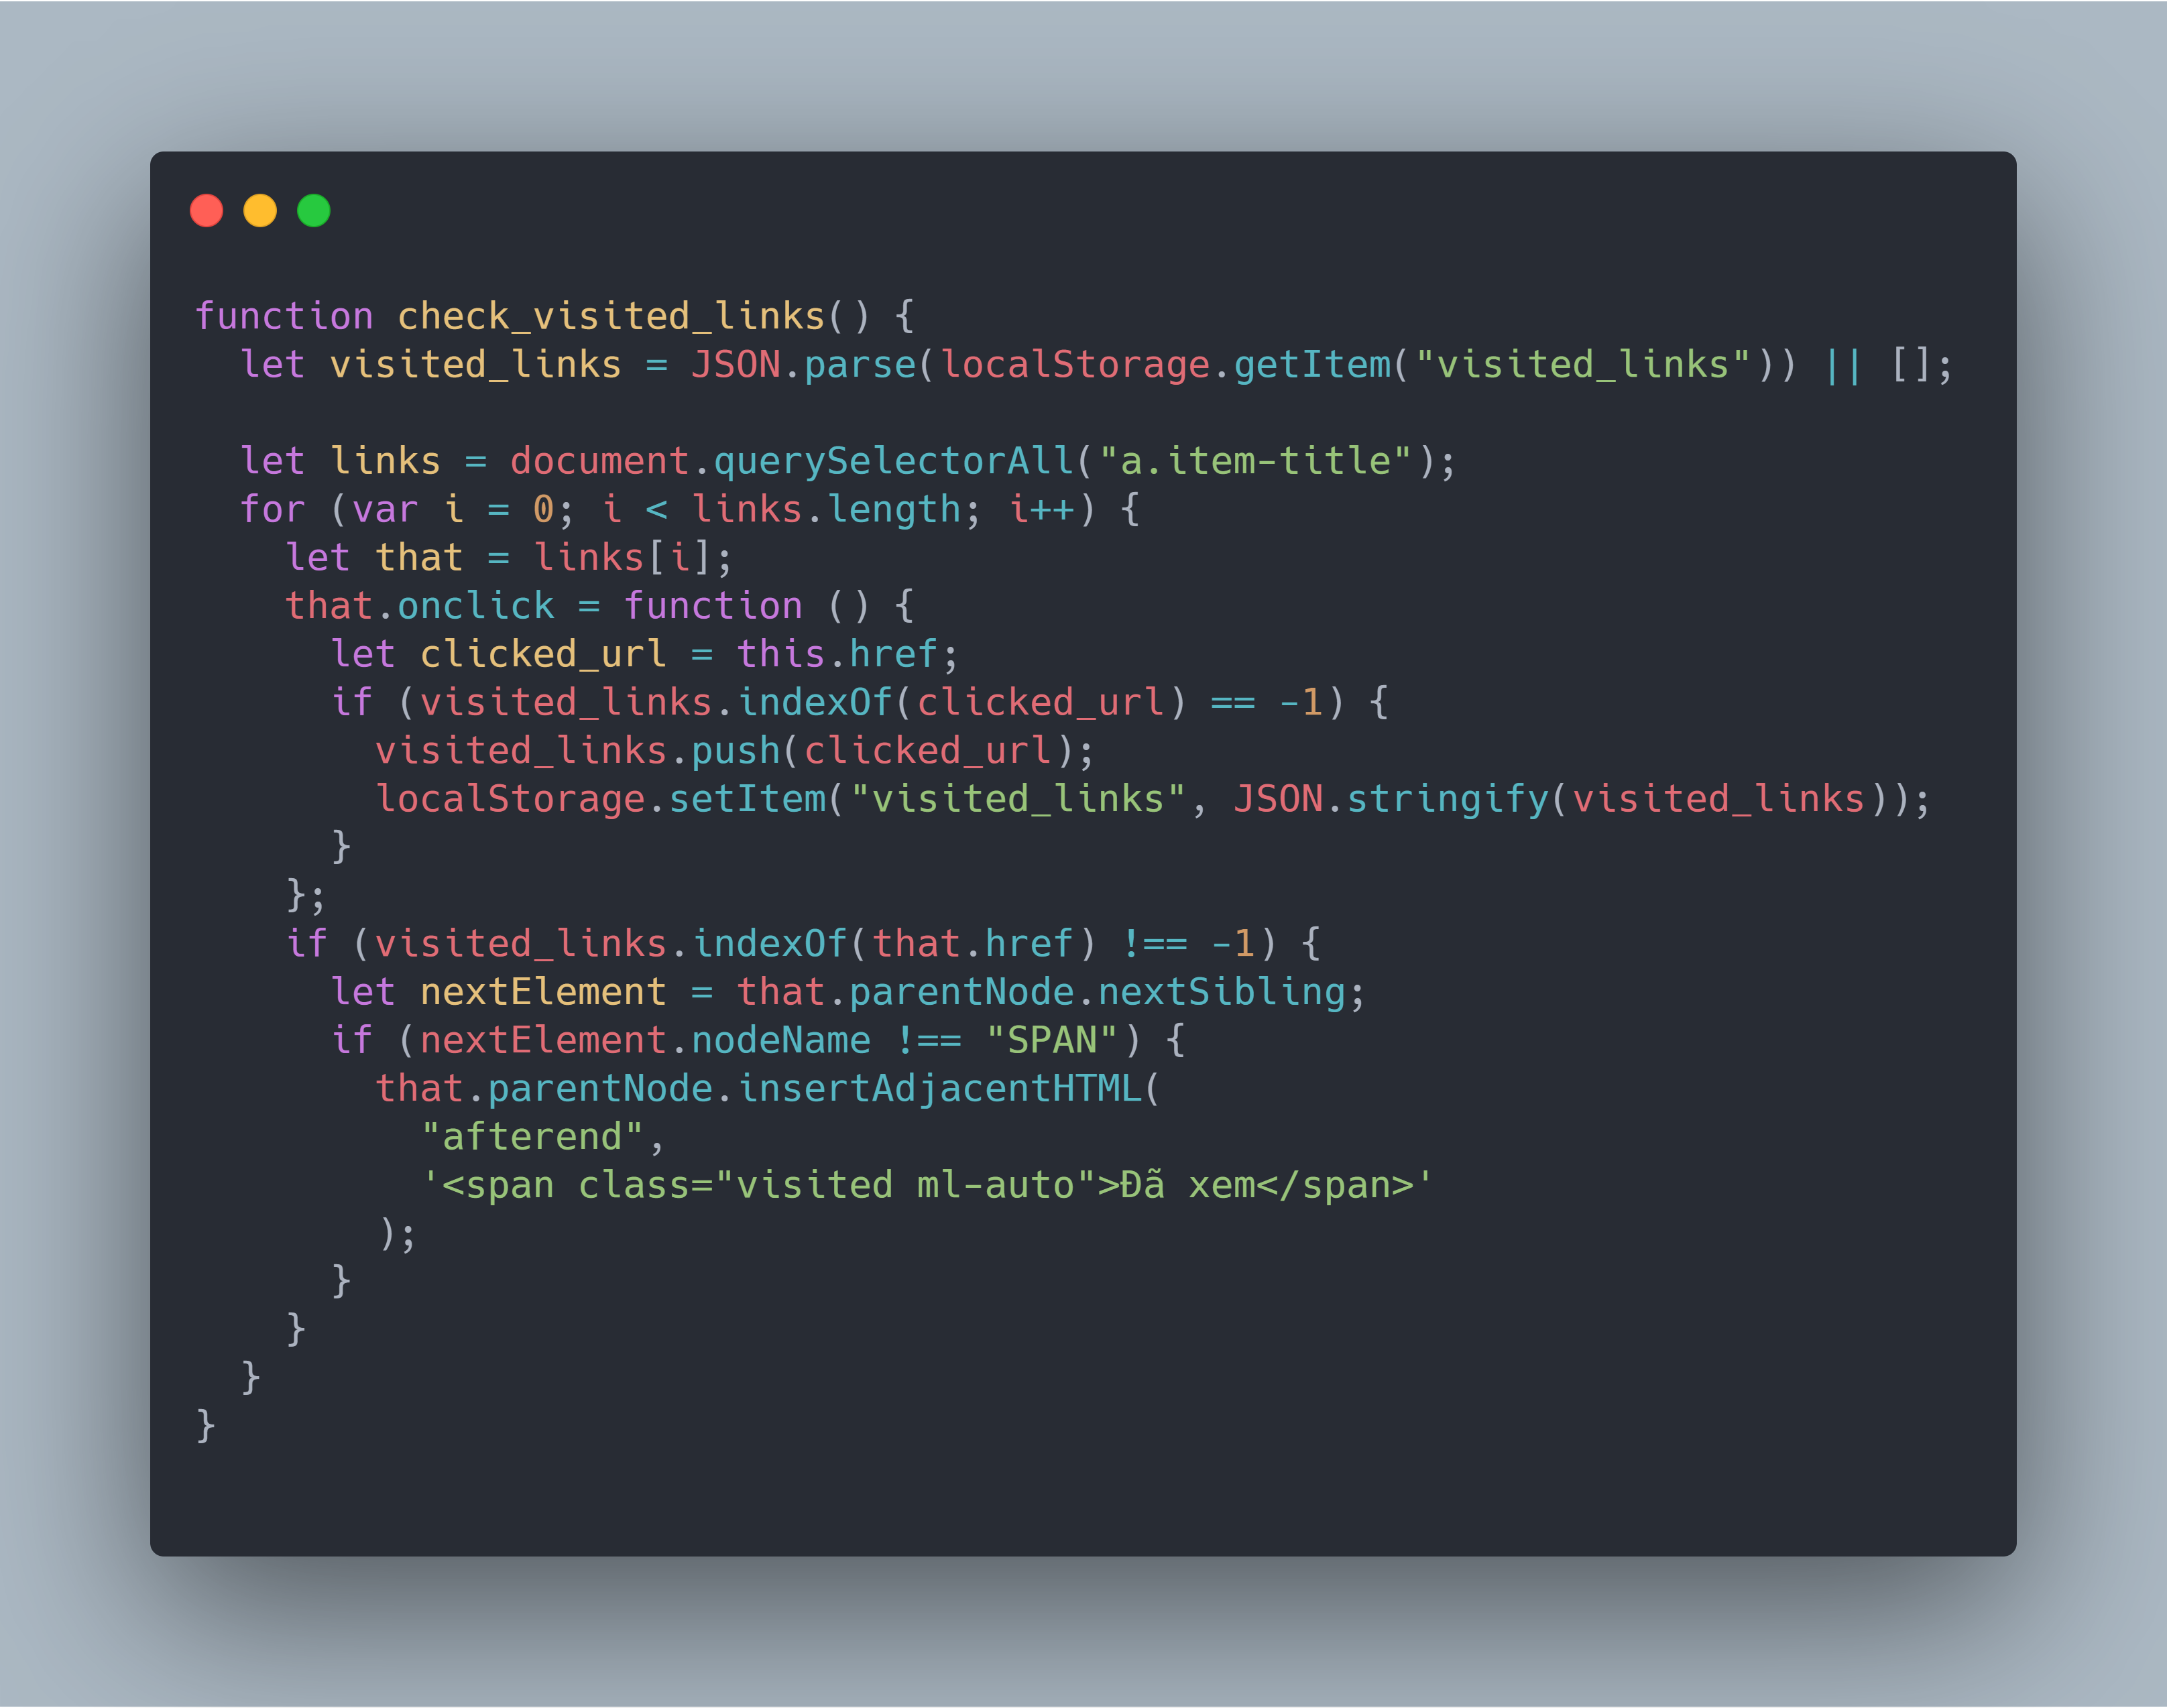 function check_visited_links() {
  let visited_links = JSON.parse(localStorage.getItem("visited_links")) || [];

  let links = document.querySelectorAll("a.item-title");
  for (var i = 0; i < links.length; i++) {
    let that = links[i];
    that.onclick = function () {
      let clicked_url = this.href;
      if (visited_links.indexOf(clicked_url) == -1) {
        visited_links.push(clicked_url);
        localStorage.setItem("visited_links", JSON.stringify(visited_links));
      }
    };
    if (visited_links.indexOf(that.href) !== -1) {
      let nextElement = that.parentNode.nextSibling;
      if (nextElement.nodeName !== "SPAN") {
        that.parentNode.insertAdjacentHTML(
          "afterend",
          '<span class="visited ml-auto">Đã xem</span>'
        );
      }
    }
  }
}